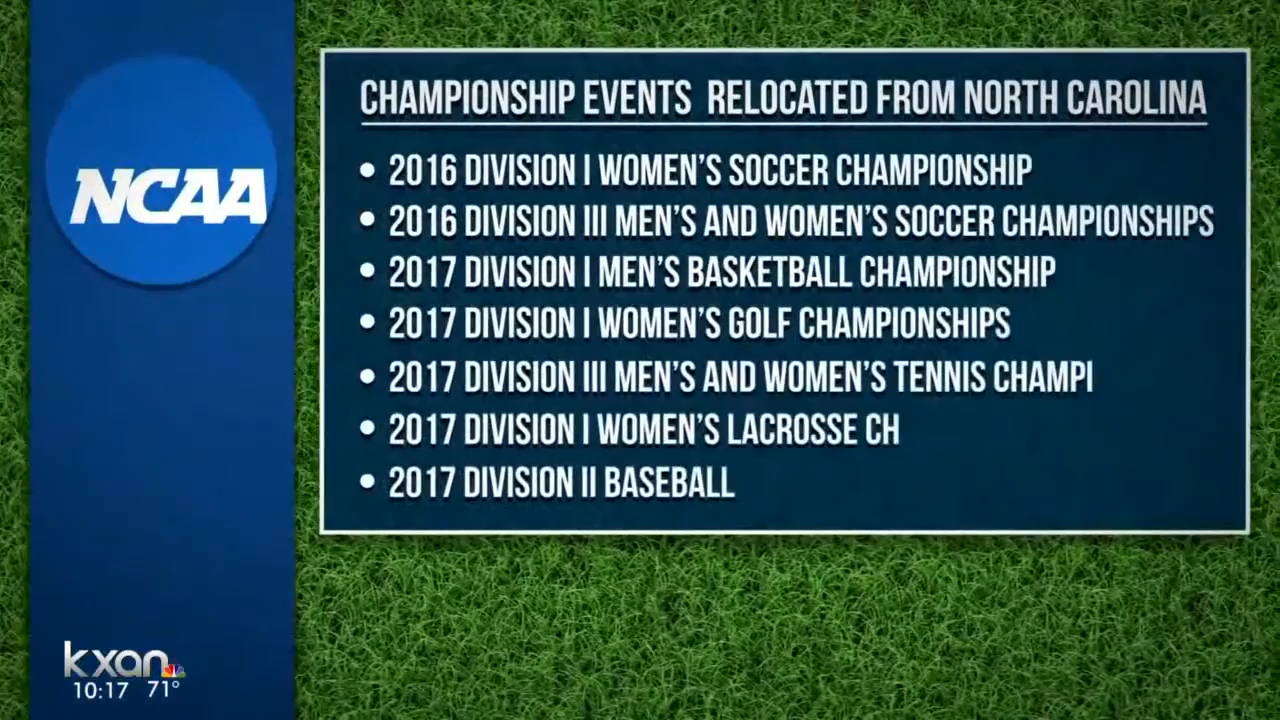 NCAA
CHAMPIONSHIP EVENTS RELOCATED FROM NORTH CAROLINA
• 2016 DIVISION I WOMEN'S SOCCER CHAMPIONSHIP
• 2016 DIVISION III MEN'S AND WOMEN'S SOCCER CHAMPIONSHIPS
• 2017 DIVISION I MEN'S BASKETBALL CHAMPIONSHIP
• 2017 DIVISION I WOMEN'S GOLF CHAMPIONSHIPS
• 2017 DIVISION III MEN'S AND WOMEN'S TENNIS CHAMPI
• 2017 DIVISION I WOMEN'S LACROSSE CH
• 2017 DIVISION II BASEBALL
kxan
10:17 71°